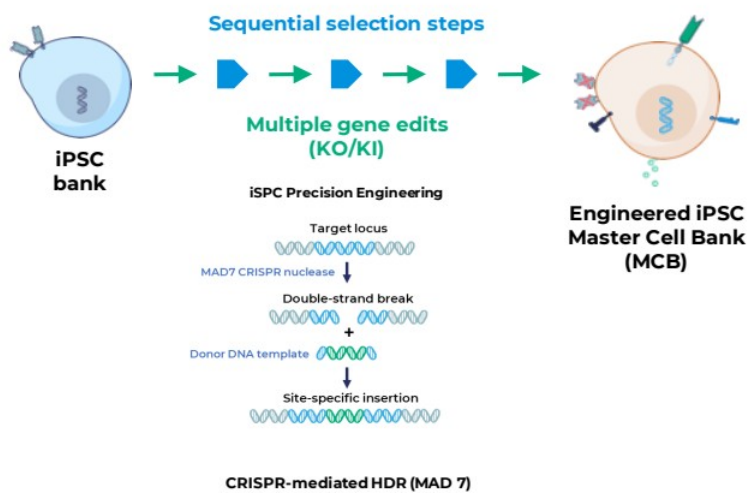 Sequential selection steps
Multiple gene edits
(KO/KI)
iPSC
bank
Engineered iPSC
Master Cell Bank
(MCB)
iSPC Precision Engineering
Target locus
MAD7 CRISPR nuclease
Double-strand break
+
Donor DNA template
Site-specific insertion
CRISPR-mediated HDR (MAD 7)